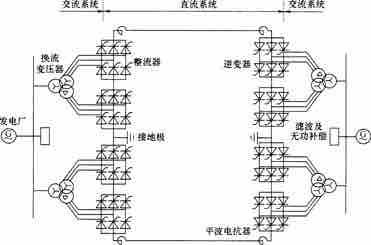 交流系统 直流系统 交流系统
换流
变压器
整流器
逆变器
发电厂
接地极
滤波及
无功补偿
平波电抗器